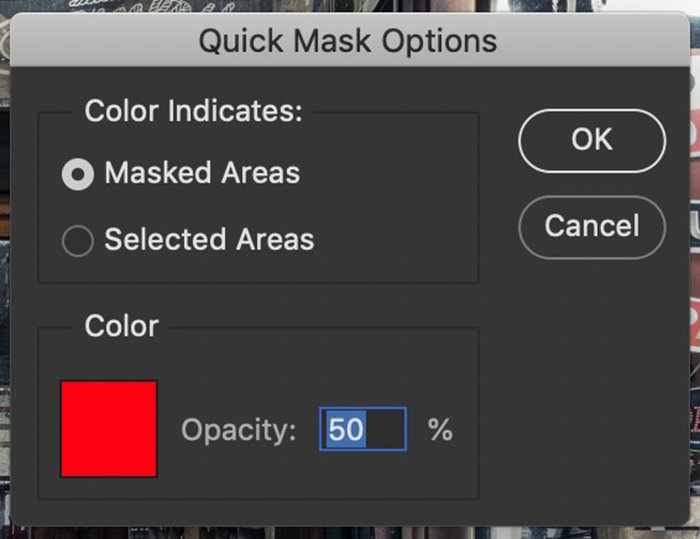 Quick Mask Options
Color Indicates:
Masked Areas
Selected Areas
OK
Cancel
Color
Opacity: 50 %